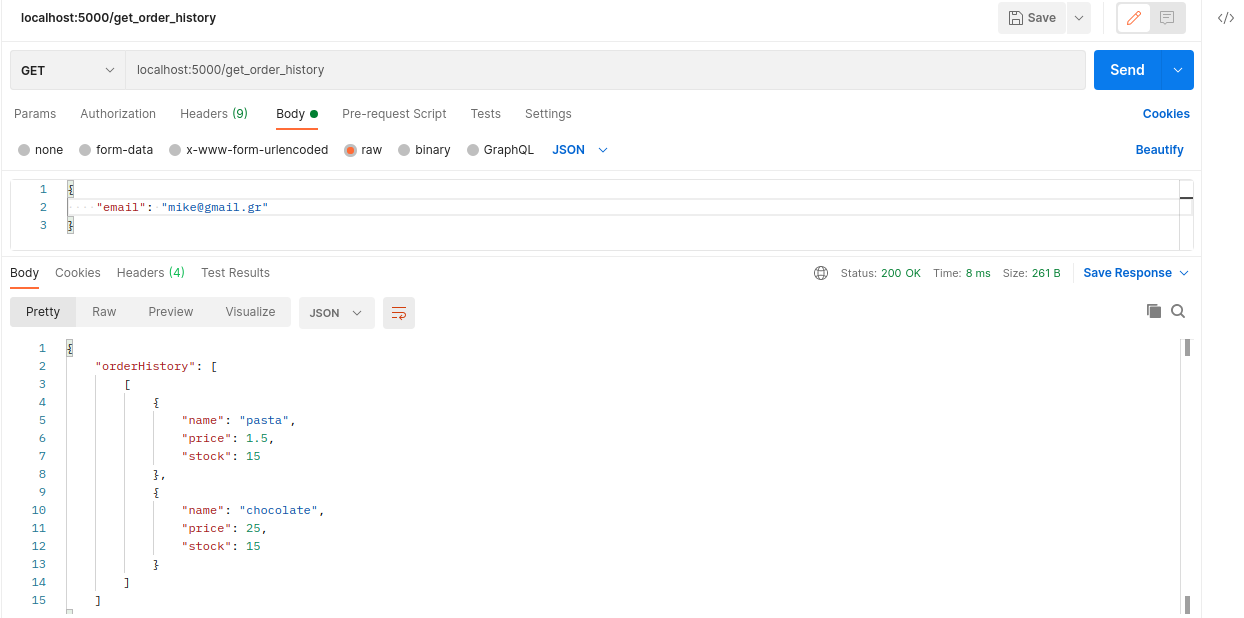 localhost:5000/get_order_history
Save
</>
GET
localhost:5000/get_order_history
Send
Params Authorization Headers (9) Body Pre-request Script Tests Settings Cookies
none form-data x-www-form-urlencoded raw binary GraphQL JSON Beautify
1 {
2 "email": "mike@gmail.gr"
3 }
Body Cookies Headers (4) Test Results Status: 200 OK Time: 8 ms Size: 261 B Save Response
Pretty Raw Preview Visualize JSON
1 {
2 "orderHistory": [
3 [
4 {
5 "name": "pasta",
6 "price": 1.5,
7 "stock": 15
8 },
9 {
10 "name": "chocolate",
11 "price": 25,
12 "stock": 15
13 }
14 ]
15 ]